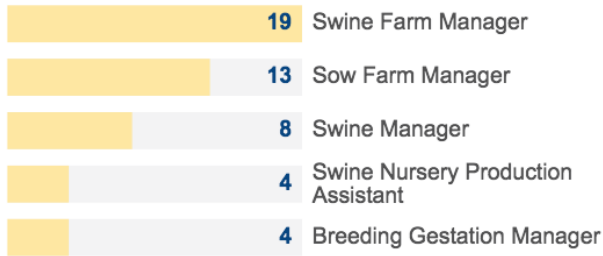 19 Swine Farm Manager
13 Sow Farm Manager
8 Swine Manager
4 Swine Nursery Production
Assistant
4 Breeding Gestation Manager